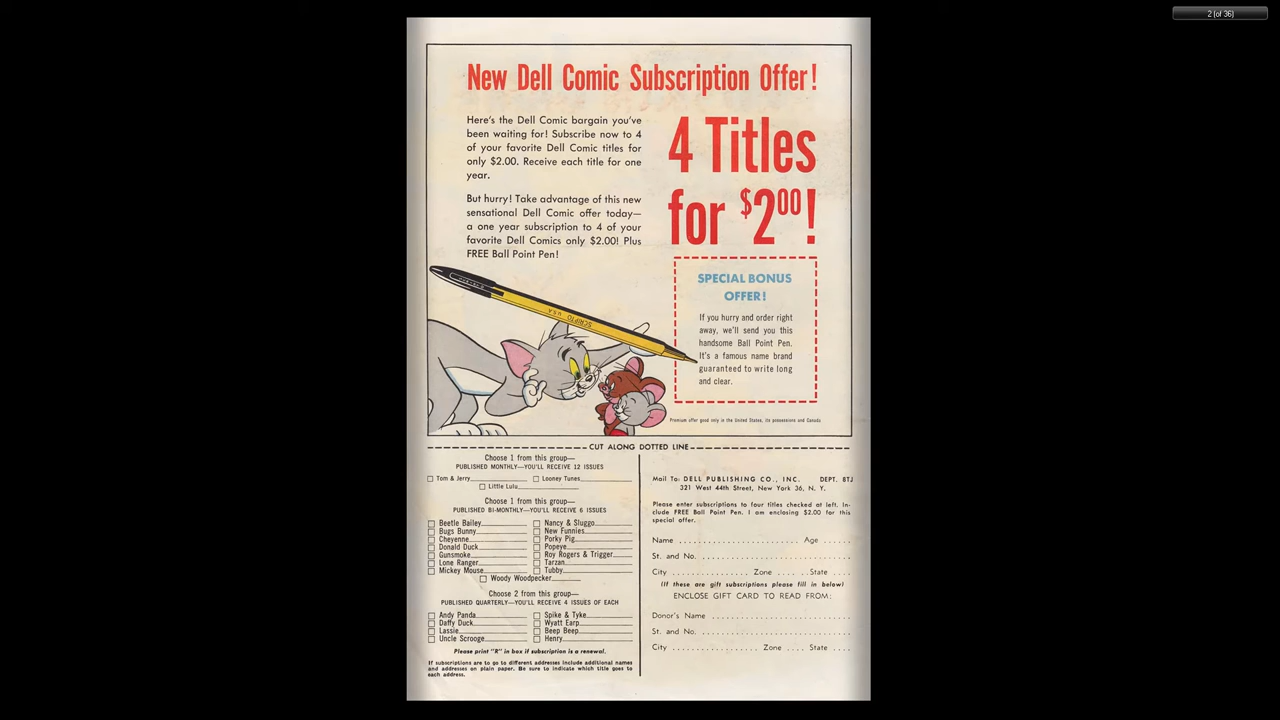 2 (of 36)
New Dell Comic Subscription Offer!
Here's the Dell Comic bargain you've
been waiting for! Subscribe now to 4
of your favorite Dell Comic titles for
only $2.00. Receive each title for one
year.
But hurry! Take advantage of this new
sensational Dell Comic offer today—
a one year subscription to 4 of your
favorite Dell Comics only $2.00! Plus
FREE Ball Point Pen!
4 Titles
for $2⁰⁰!
SPECIAL BONUS
OFFER!
If you hurry and order right
away, we'll send you this
handsome Ball Point Pen.
It's a famous name brand
guaranteed to write long
and clear.
SCRIPTO U.S.A.
Premium offer good only in the United States, its possessions and Canada
CUT ALONG DOTTED LINE
Choose 1 from this group—
PUBLISHED MONTHLY—YOU'LL RECEIVE 12 ISSUES
Tom & Jerry
Looney Tunes
Little Lulu
Choose 1 from this group—
PUBLISHED BI-MONTHLY—YOU'LL RECEIVE 6 ISSUES
Beetle Bailey
Bugs Bunny
Cheyenne
Donald Duck
Gunsmoke
Lone Ranger
Mickey Mouse
Nancy & Sluggo
New Funnies
Porky Pig
Popeye
Roy Rogers & Trigger
Tarzan
Tubby
Woody Woodpecker
Choose 2 from this group—
PUBLISHED QUARTERLY—YOU'LL RECEIVE 4 ISSUES OF EACH
Andy Panda
Daffy Duck
Lassie
Uncle Scrooge
Spike & Tyke
Wyatt Earp
Beep Beep
Henry
Please print "R" in box if subscription is a renewal.
If subscriptions are to go to different addresses include additional names
and addresses on plain paper. Be sure to indicate which title goes to
each address.
Mail To: DELL PUBLISHING CO., INC. DEPT. 8TJ
321 West 44th Street, New York 36, N. Y.
Please enter subscriptions to four titles checked at left. In-
clude FREE Ball Point Pen. I am enclosing $2.00 for this
special offer.
Name ........................ Age ......
St. and No. ..............................
City ................ Zone ...... State ....
(If these are gift subscriptions please fill in below)
ENCLOSE GIFT CARD TO READ FROM:
Donor's Name ............................
St. and No. ..............................
City .................. Zone .... State ....